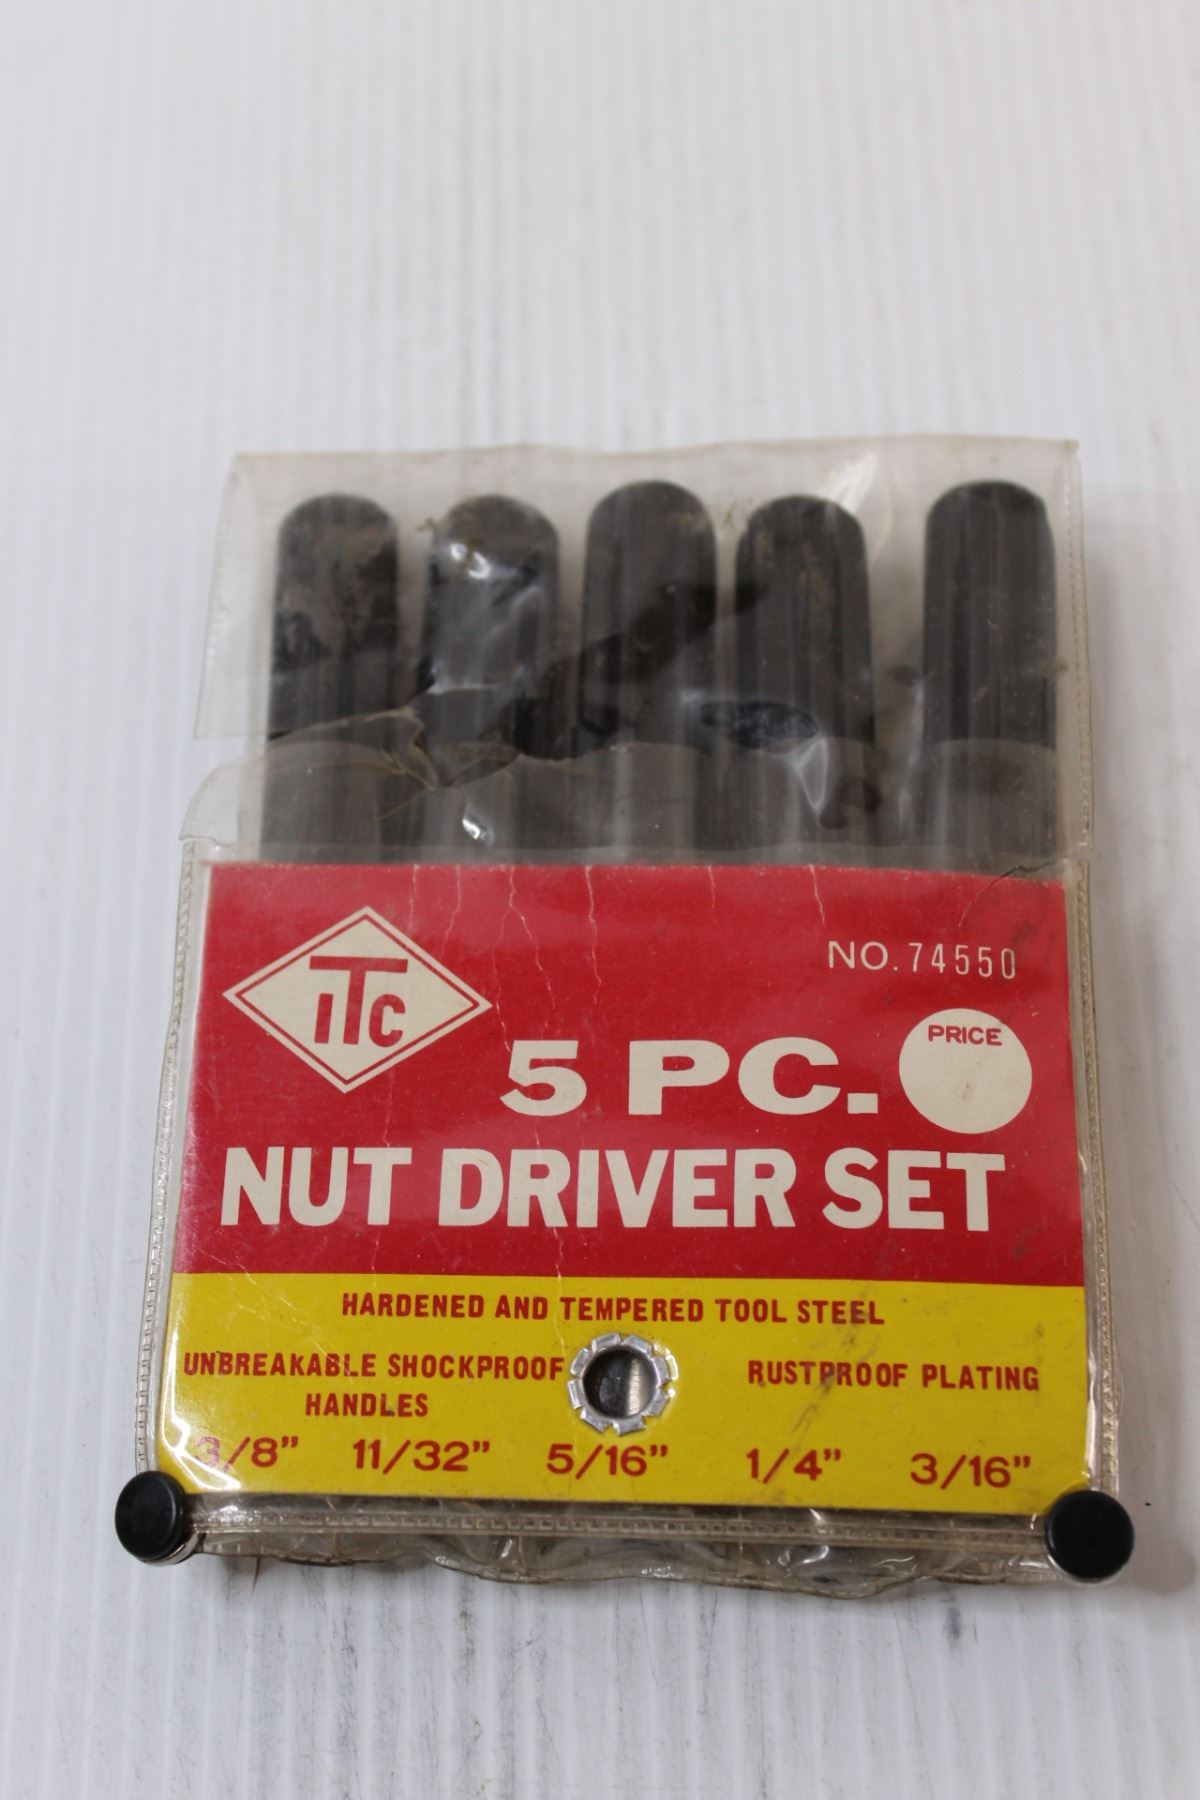 ITC
NO. 74550
PRICE
5 PC.
NUT DRIVER SET
HARDENED AND TEMPERED TOOL STEEL
UNBREAKABLE SHOCKPROOF
HANDLES
RUSTPROOF PLATING
3/8" 11/32" 5/16" 1/4" 3/16"